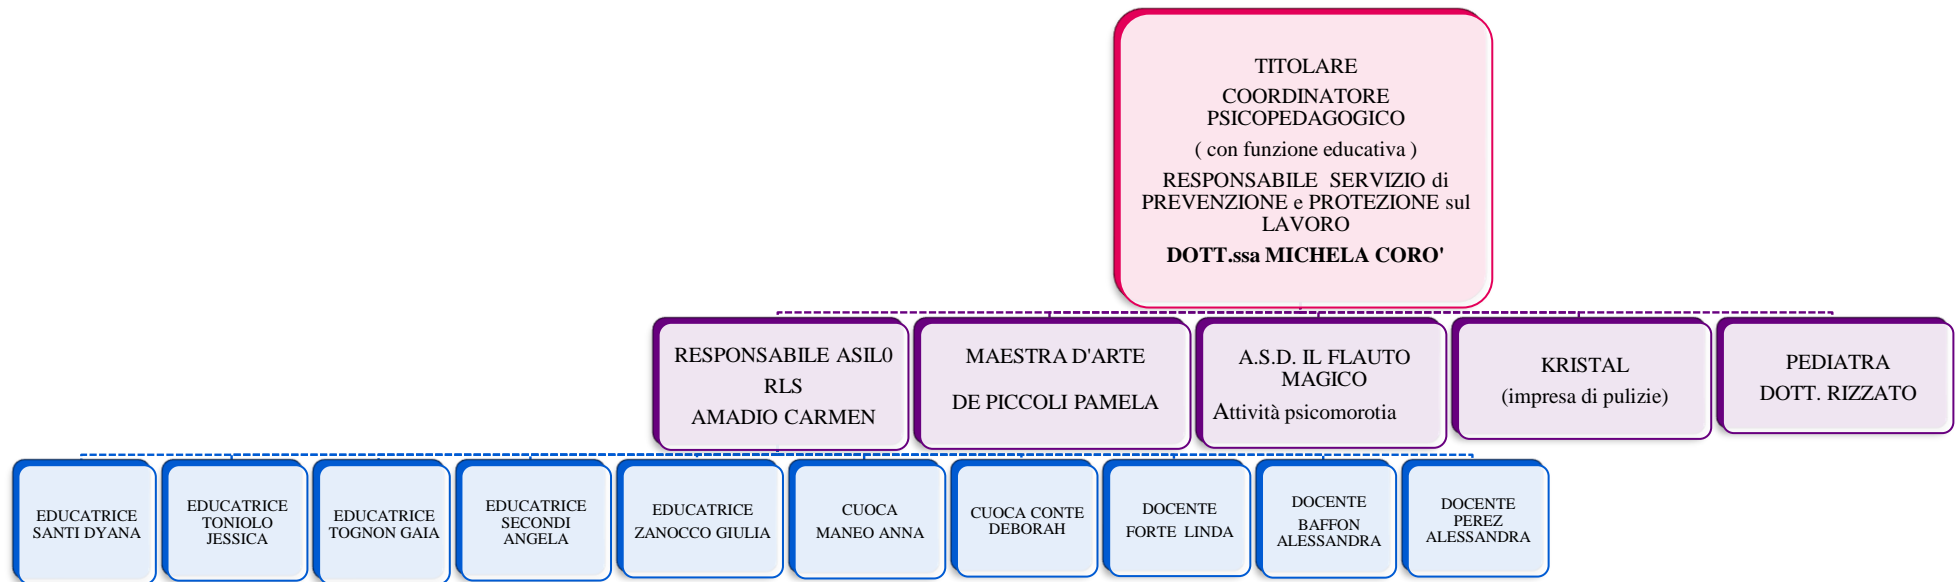 TITOLARE
COORDINATORE
PSICOPEDAGOGICO
( con funzione educativa )
RESPONSABILE SERVIZIO di
PREVENZIONE e PROTEZIONE sul
LAVORO
DOTT.ssa MICHELA CORO'
RESPONSABILE ASIL0
RLS
AMADIO CARMEN
MAESTRA D'ARTE
DE PICCOLI PAMELA
A.S.D. IL FLAUTO
MAGICO
Attività psicomorotia
KRISTAL
(impresa di pulizie)
PEDIATRA
DOTT. RIZZATO
EDUCATRICE
SANTI DYANA
EDUCATRICE
TONIOLO
JESSICA
EDUCATRICE
TOGNON GAIA
EDUCATRICE
SECONDI
ANGELA
EDUCATRICE
ZANOCCO GIULIA
CUOCA
MANEO ANNA
CUOCA CONTE
DEBORAH
DOCENTE
FORTE LINDA
DOCENTE
BAFFON
ALESSANDRA
DOCENTE
PEREZ
ALESSANDRA